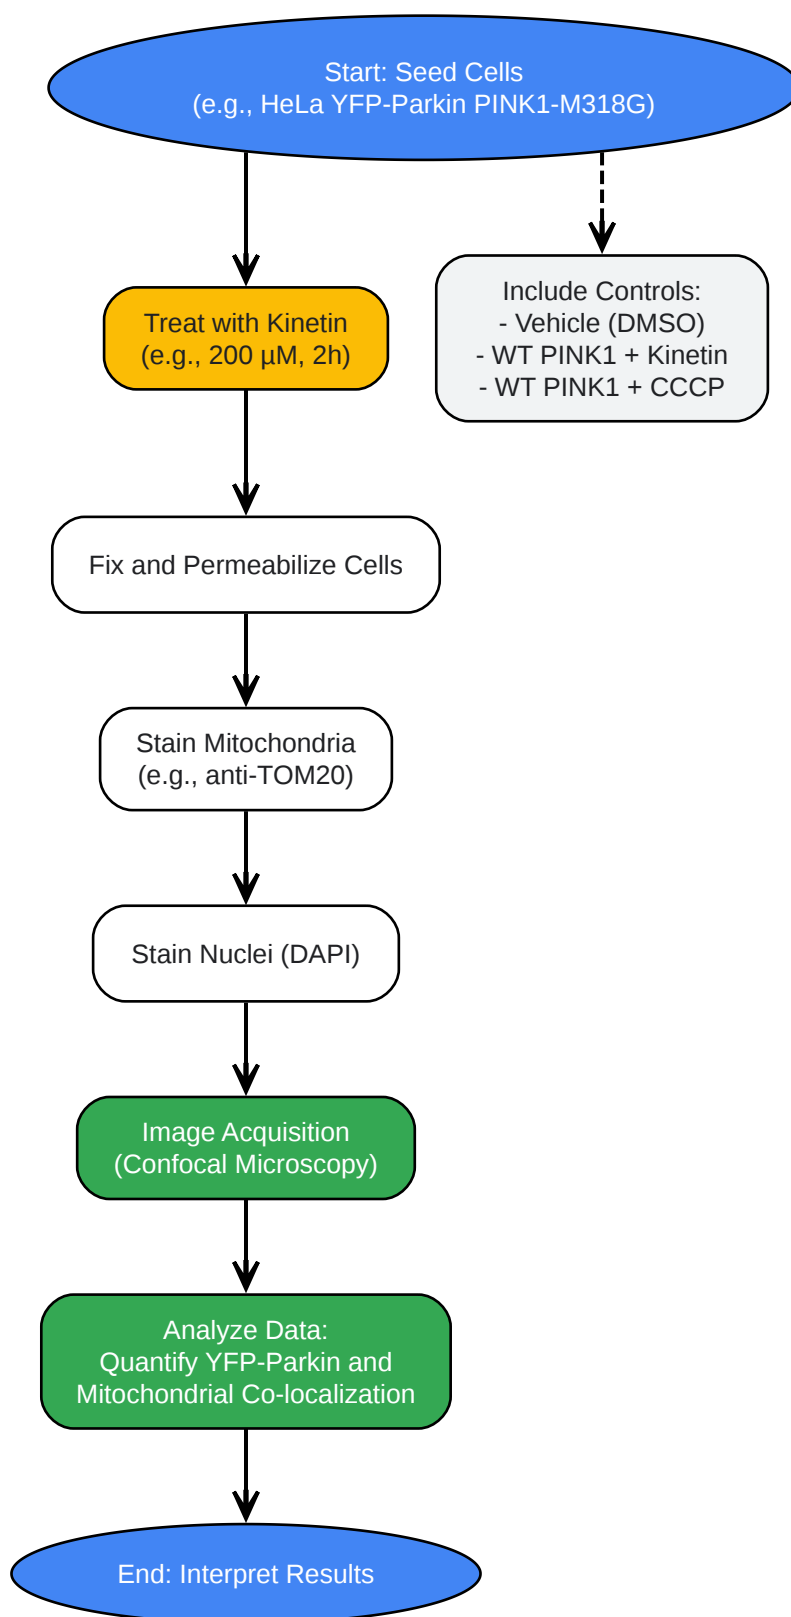 Start: Seed Cells
(e.g., HeLa YFP-Parkin PINK1-M318G)
Treat with Kinetin
(e.g., 200 µM, 2h)
Include Controls:
- Vehicle (DMSO)
- WT PINK1 + Kinetin
- WT PINK1 + CCCP
Fix and Permeabilize Cells
Stain Mitochondria
(e.g., anti-TOM20)
Stain Nuclei (DAPI)
Image Acquisition
(Confocal Microscopy)
Analyze Data:
Quantify YFP-Parkin and
Mitochondrial Co-localization
End: Interpret Results